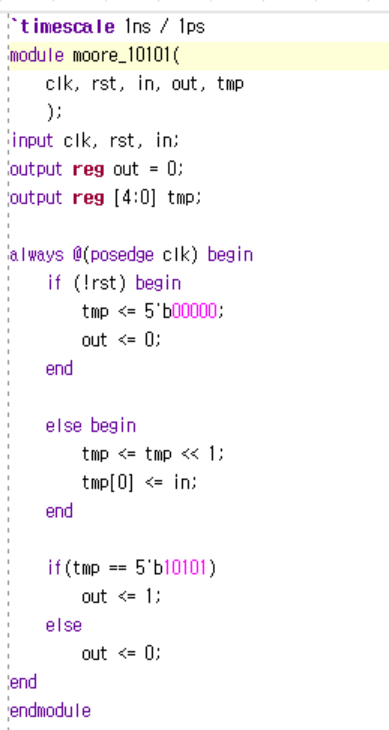 `timescale 1ns / 1ps
module moore_10101(
    clk, rst, in, out, tmp
    );
input clk, rst, in;
output reg out = 0;
output reg [4:0] tmp;

always @(posedge clk) begin
    if (!rst) begin
        tmp <= 5'b00000;
        out <= 0;
    end

    else begin
        tmp <= tmp << 1;
        tmp[0] <= in;
    end

    if(tmp == 5'b10101)
        out <= 1;
    else
        out <= 0;
end
endmodule